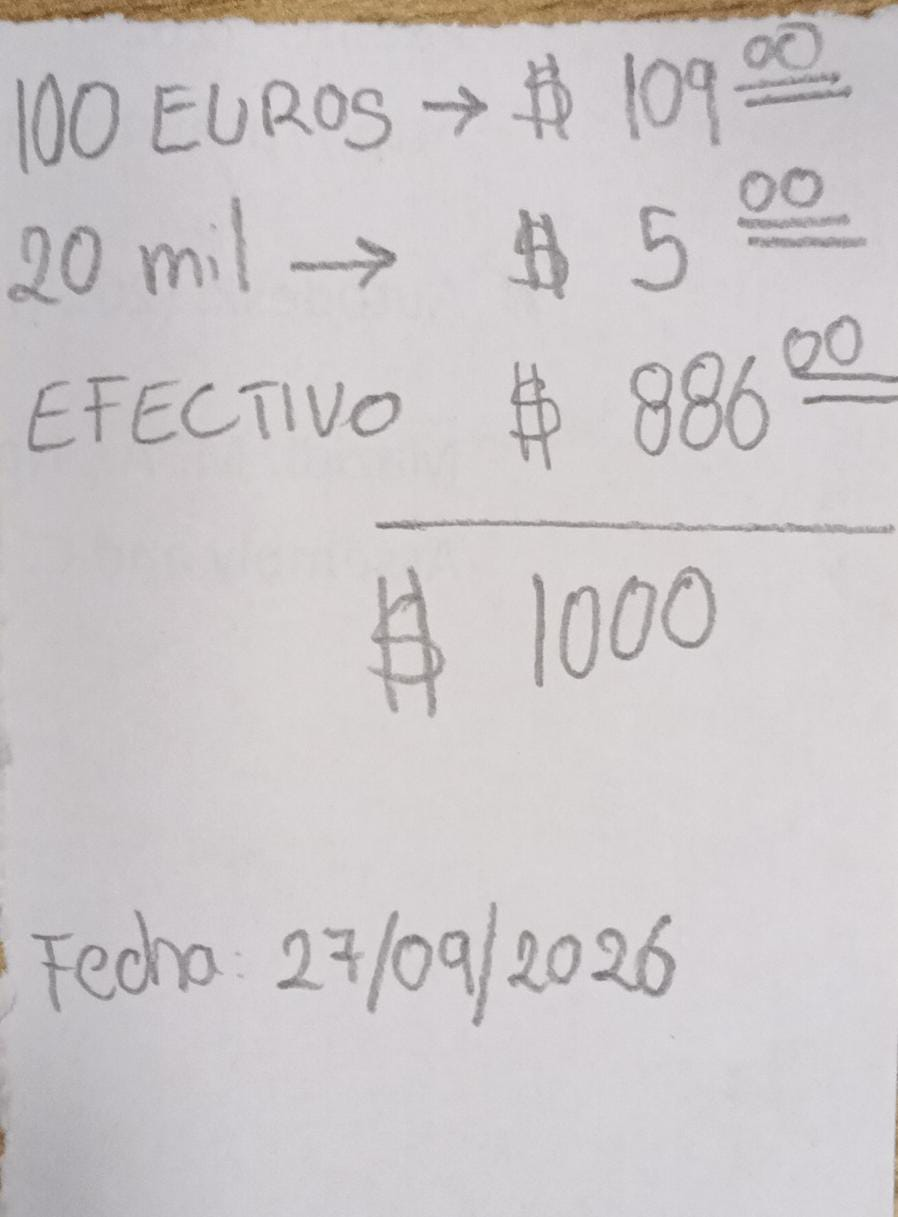 100 EUROS → $ 109 00
20 mil → $ 5 00
EFECTIVO $ 886 00
$ 1000
Fecha: 27/09/2026